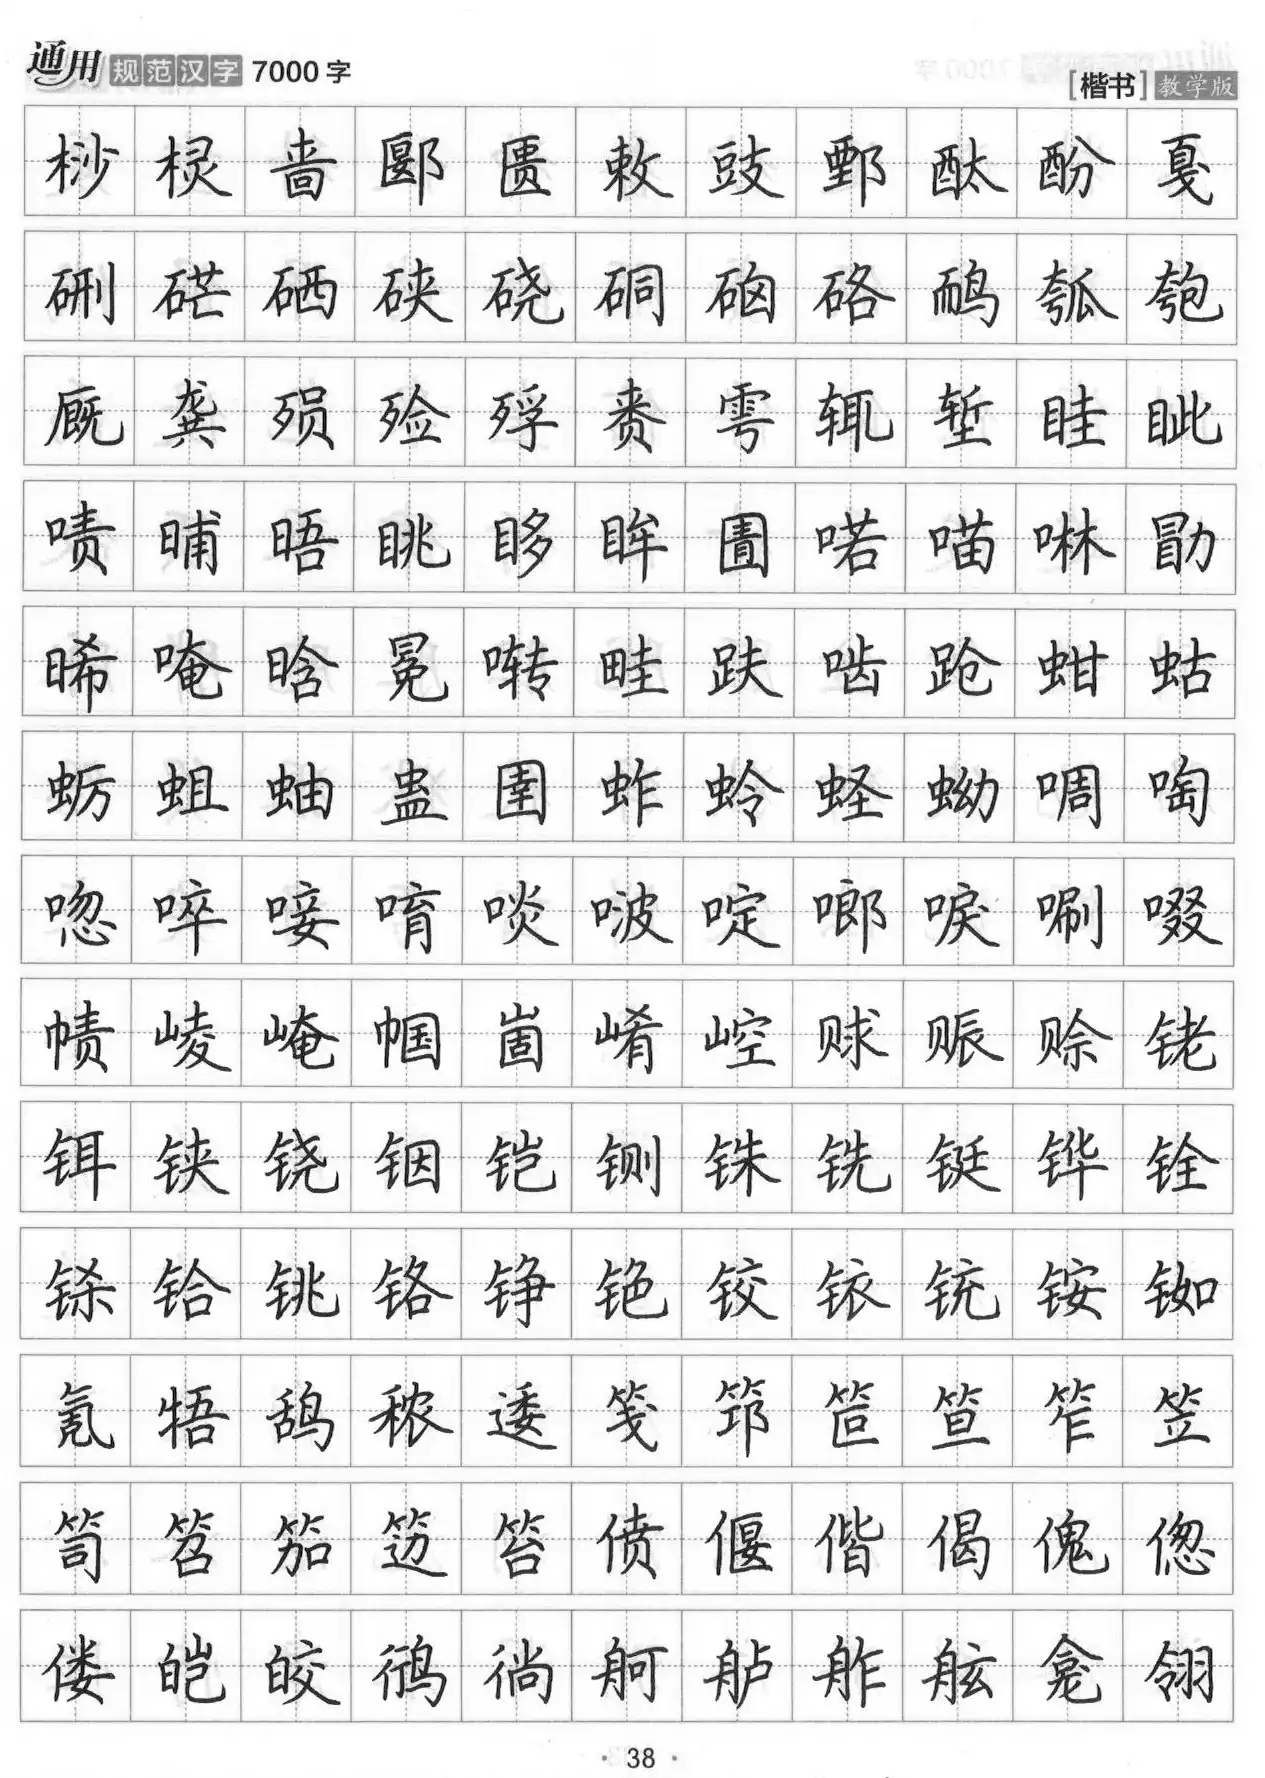 通用规范汉字 7000 字
[楷书] 教学版
桫 棂 啬 郾 匮 敕 豉 鄄 酞 酚 戛
硎 硭 硒 硖 硗 硐 硇 硌 鸸 瓠 匏
厩 龚 殒 殓 殍 赉 雩 辄 堑 眭 眦
啧 晡 晤 眺 眵 眸 圊 喏 喵 啉 勖
晞 唵 晗 冕 啭 畦 趺 啮 跄 蚶 蛄
蛎 蛆 蚰 蛊 圉 蚱 蛉 蛏 蚴 啁 啕
唿 啐 唼 唷 啖 啵 啶 啷 唳 唰 啜
帻 崚 崦 帼 崮 崤 崆 赇 赈 赊 铑
铒 铗 铙 铟 铠 铡 铢 铣 铤 铧 铨
铩 铪 铫 铬 铮 铯 铰 铱 铳 铵 铷
氪 牾 鸹 秾 逶 笺 筇 笸 笪 笮 笠
笥 笤 笳 笾 笞 偾 偃 偕 偈 傀 偬
偻 皑 皎 鸻 徜 舸 舻 舴 舷 龛 翎
·38·